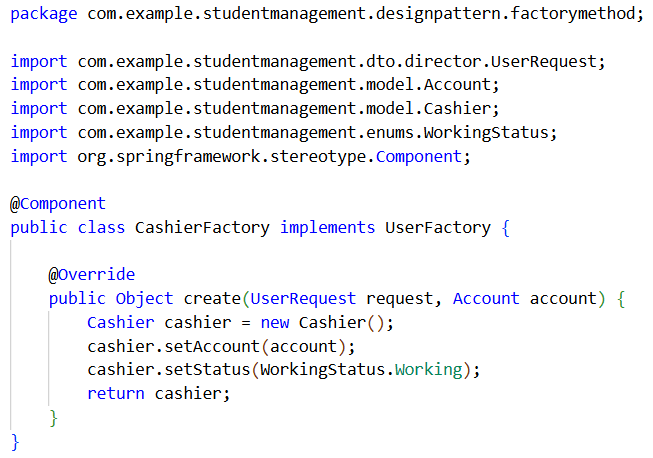 package com.example.studentmanagement.designpattern.factorymethod;
import com.example.studentmanagement.dto.director.UserRequest;
import com.example.studentmanagement.model.Account;
import com.example.studentmanagement.model.Cashier;
import com.example.studentmanagement.enums.WorkingStatus;
import org.springframework.stereotype.Component;
@Component
public class CashierFactory implements UserFactory {
    @Override
    public Object create(UserRequest request, Account account) {
        Cashier cashier = new Cashier();
        cashier.setAccount(account);
        cashier.setStatus(WorkingStatus.Working);
        return cashier;
    }
}